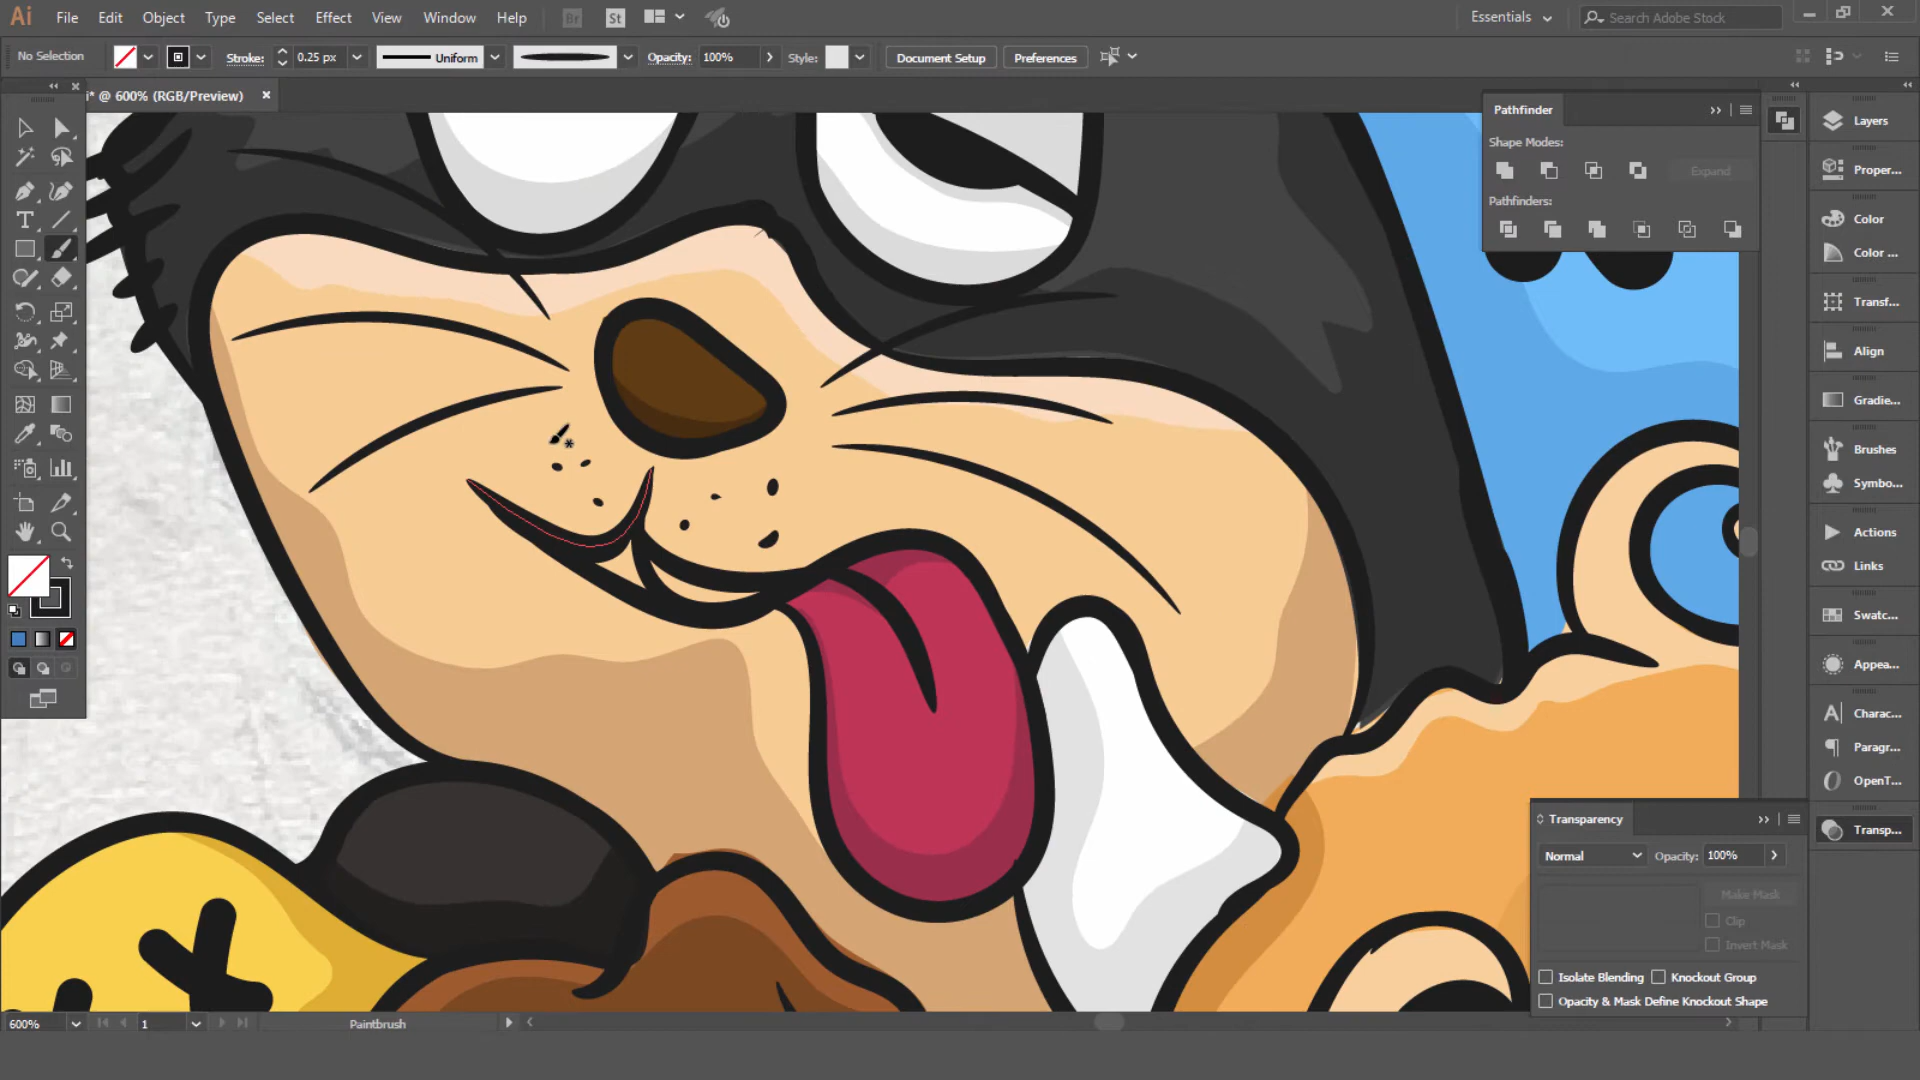 Ai File Edit Object Type Select Effect View Window Help Br St Essentials Search Adobe Stock
No Selection Stroke: 0.25 px Uniform Opacity: 100% Style: Document Setup Preferences
i* @ 600% (RGB/Preview)
Pathfinder
Shape Modes:
Expand
Pathfinders:
Layers
Proper...
Color
Color ...
Transf...
Align
Gradie...
Brushes
Symbo...
Actions
Links
Swatc...
Appea...
Charac...
Paragr...
OpenT...
Transp...
Transparency
Normal Opacity: 100%
Make Mask
Clip
Invert Mask
Isolate Blending Knockout Group
Opacity & Mask Define Knockout Shape
600% 1 Paintbrush